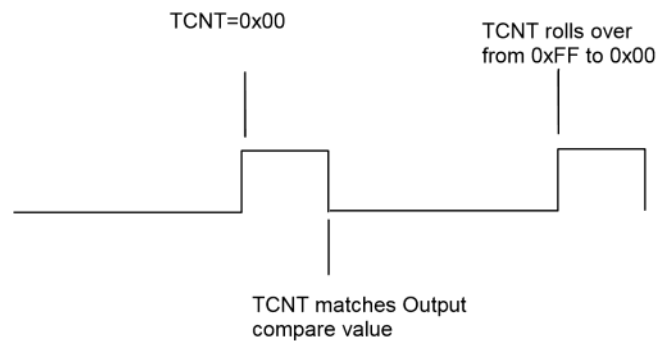 TCNT=0x00
TCNT rolls over
from 0xFF to 0x00
TCNT matches Output
compare value